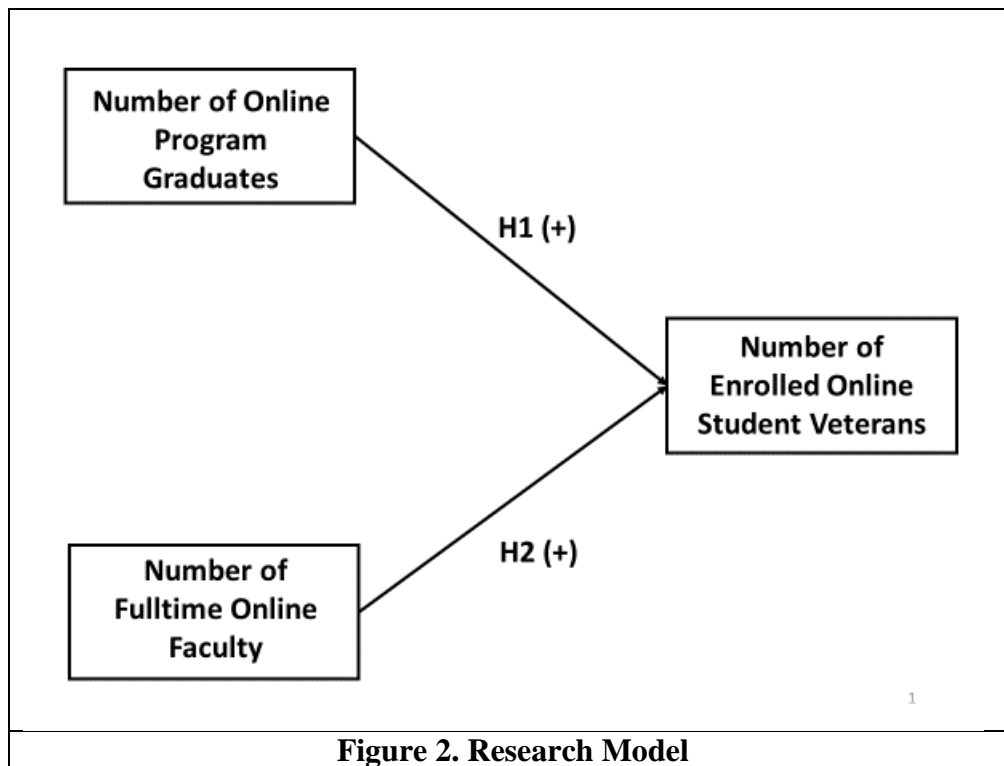 Number of Online
Program
Graduates
H1 (+)
Number of
Enrolled Online
Student Veterans
H2 (+)
Number of
Fulltime Online
Faculty
1
Figure 2. Research Model